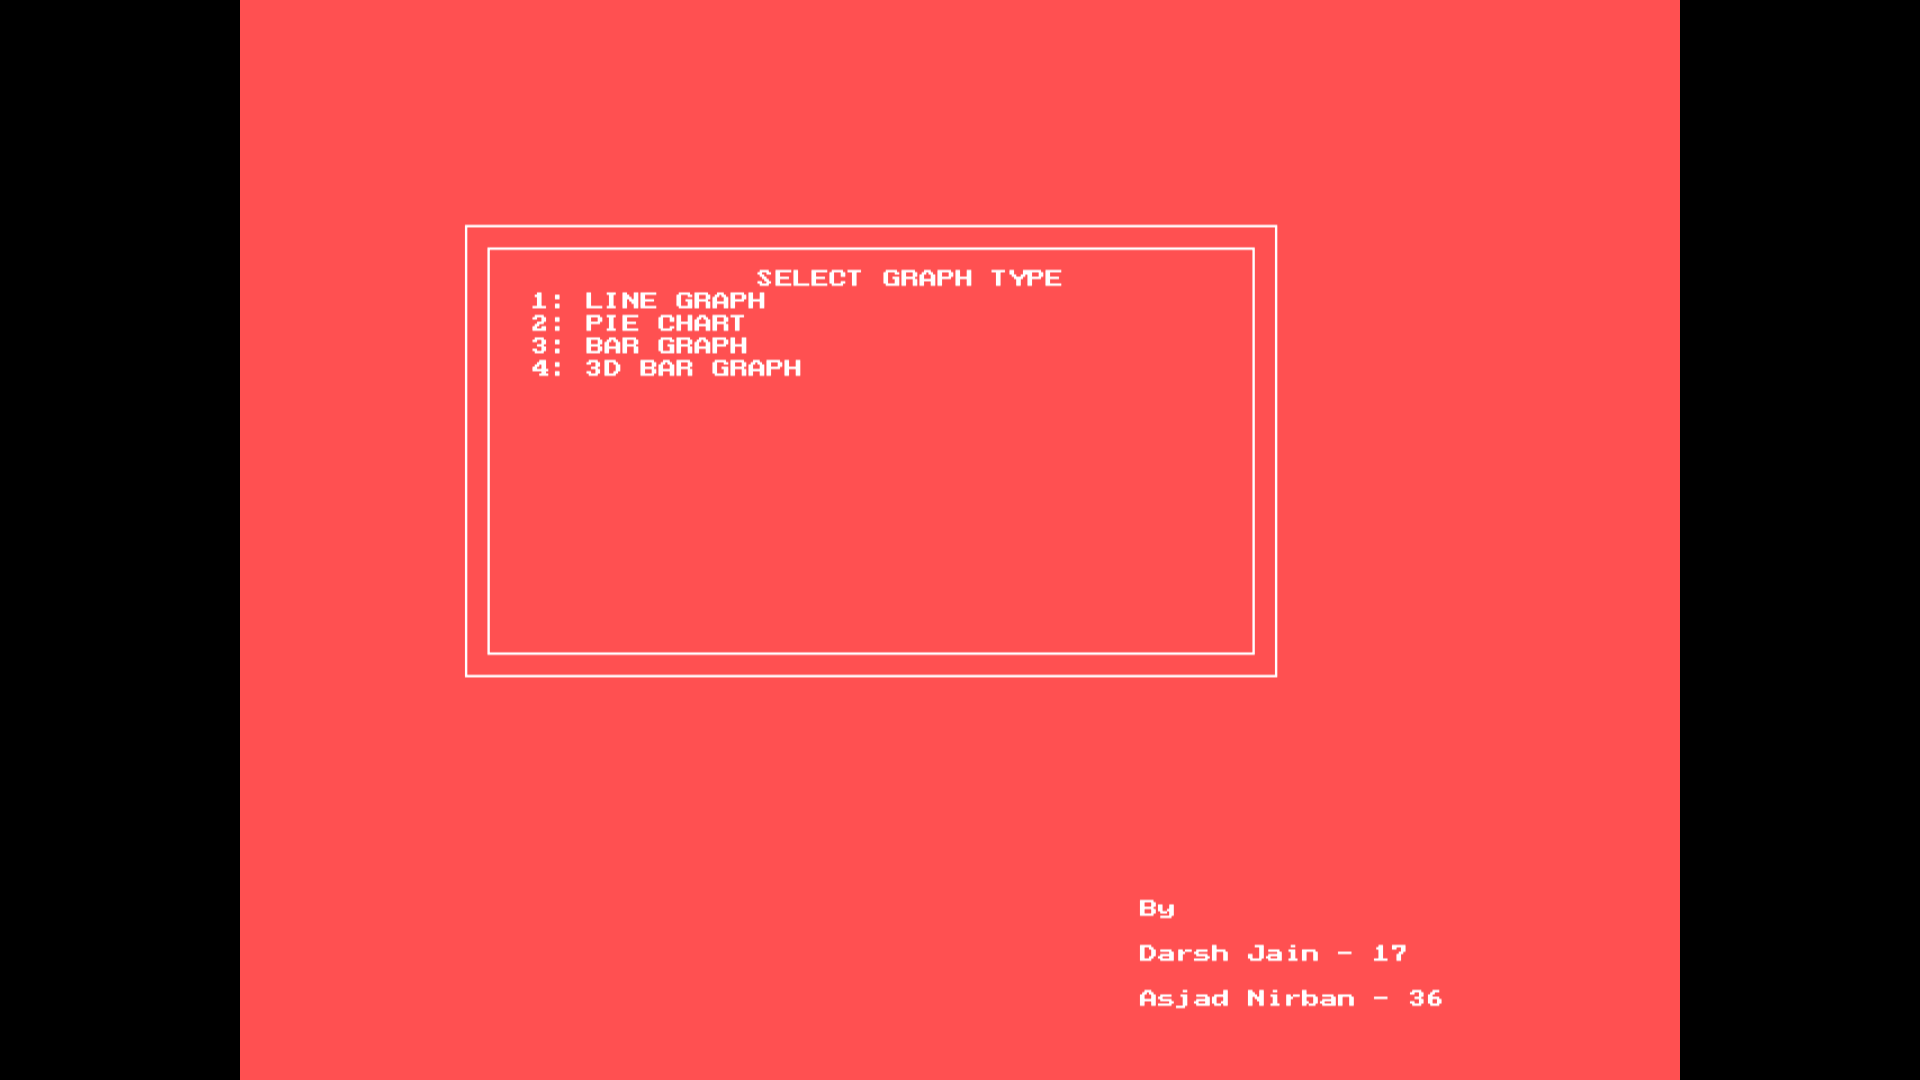 SELECT GRAPH TYPE
1: LINE GRAPH
2: PIE CHART
3: BAR GRAPH
4: 3D BAR GRAPH
By
Darsh Jain - 17
Asjad Nirban - 36